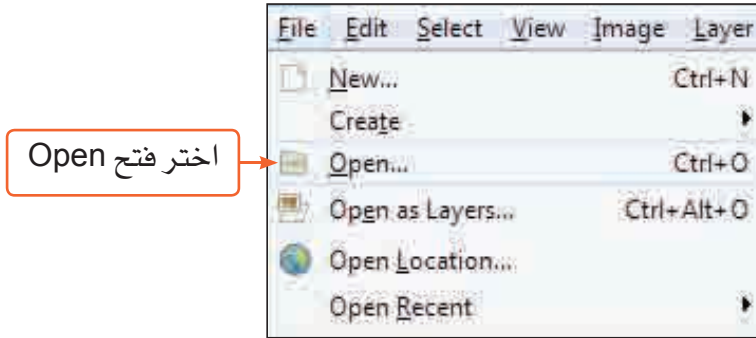 File Edit Select View Image Layer
New... Ctrl+N
Create
اختر فتح Open
Open... Ctrl+O
Open as Layers... Ctrl+Alt+O
Open Location...
Open Recent